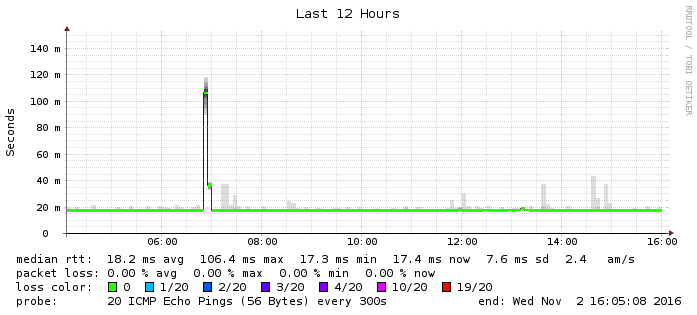 Last 12 Hours
RRDTOOL / TOBI OETIKER
Seconds
140 m
120 m
100 m
80 m
60 m
40 m
20 m
0
06:00 08:00 10:00 12:00 14:00 16:00
median rtt: 18.2 ms avg 106.4 ms max 17.3 ms min 17.4 ms now 7.6 ms sd 2.4 am/s
packet loss: 0.00 % avg 0.00 % max 0.00 % min 0.00 % now
loss color: 0 1/20 2/20 3/20 4/20 10/20 19/20
probe: 20 ICMP Echo Pings (56 Bytes) every 300s end: Wed Nov 2 16:05:08 2016